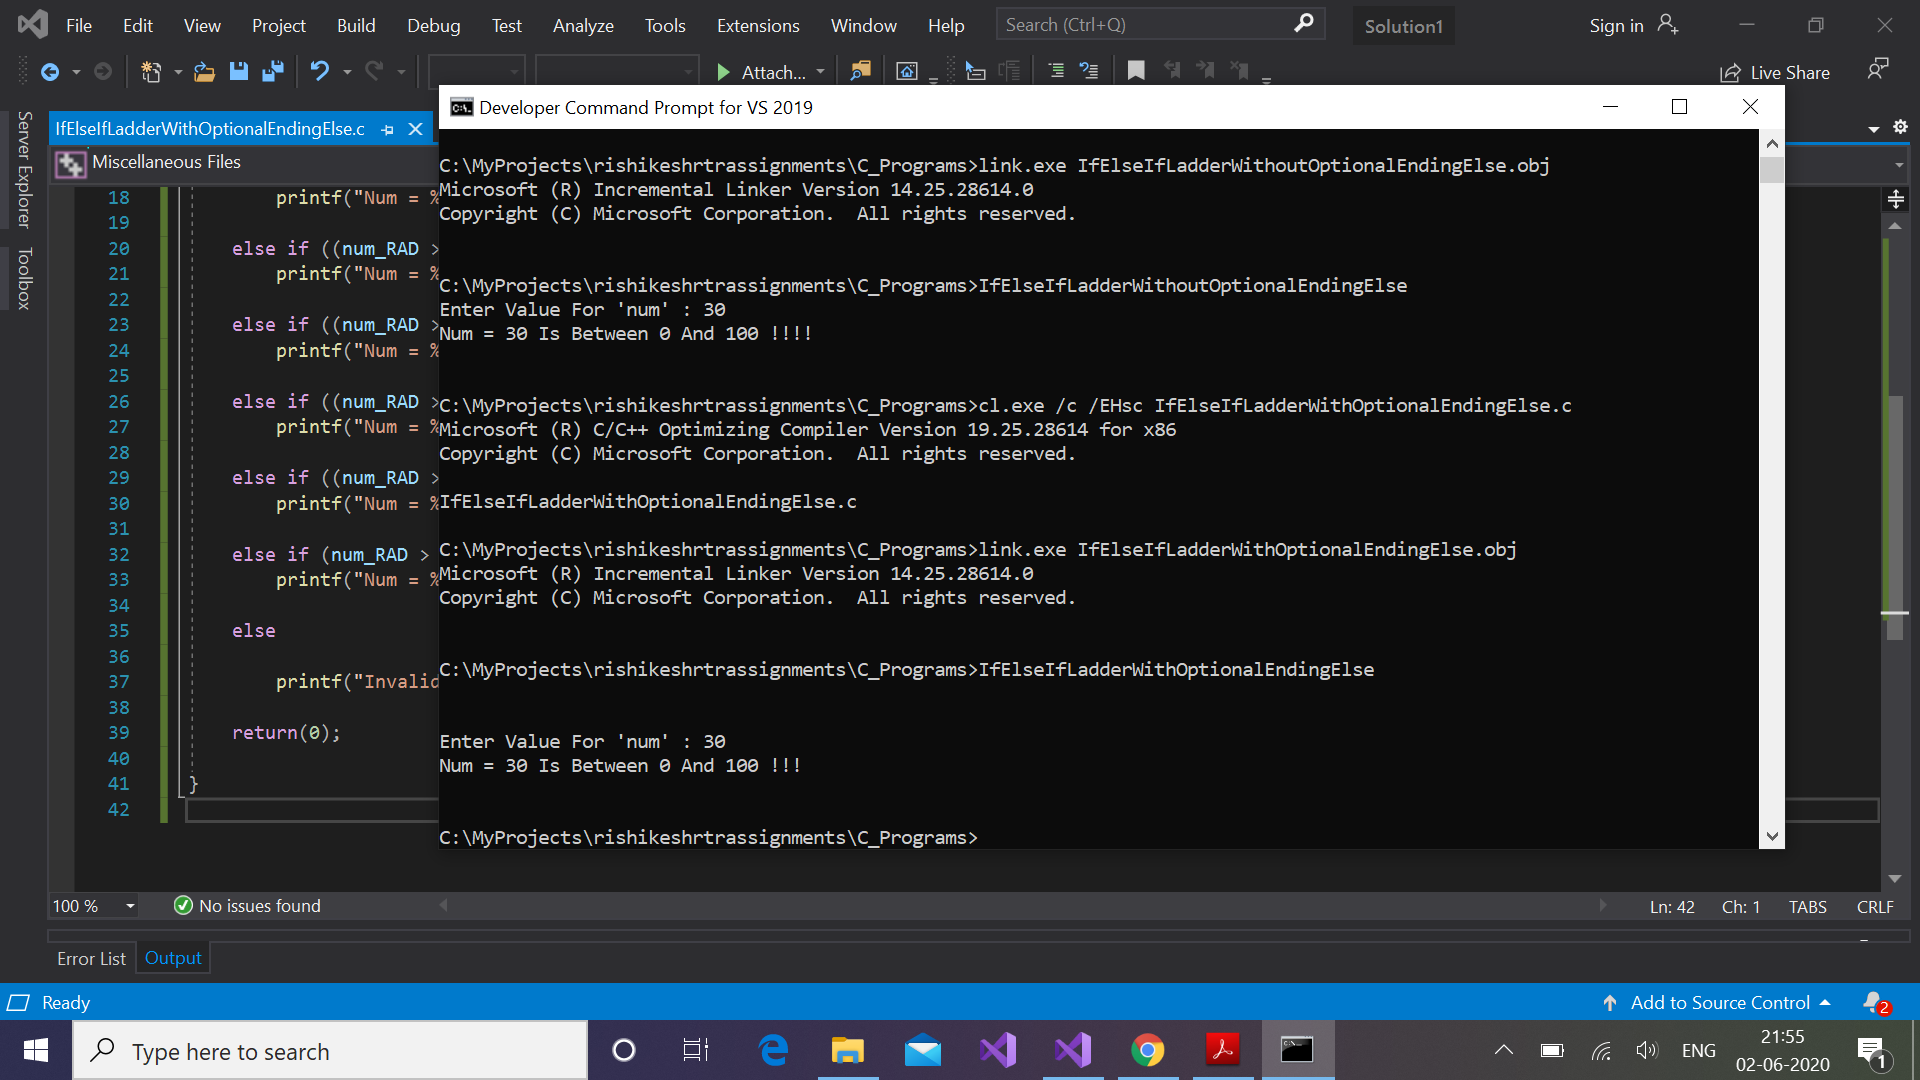 File Edit View Project Build Debug Test Analyze Tools Extensions Window Help Search (Ctrl+Q) Solution1 Sign in
Attach... Live Share
Server Explorer
Toolbox
IfElseIfLadderWithOptionalEndingElse.c
Miscellaneous Files
18 printf("Num = %
19
20 else if ((num_RAD >
21 printf("Num = %
22
23 else if ((num_RAD >
24 printf("Num = %
25
26 else if ((num_RAD >
27 printf("Num = %
28
29 else if ((num_RAD >
30 printf("Num = %
31
32 else if (num_RAD >
33 printf("Num = %
34
35 else
36
37 printf("Invalid
38
39 return(0);
40
41 }
42
Developer Command Prompt for VS 2019
C:\MyProjects\rishikeshrtrassignments\C_Programs>link.exe IfElseIfLadderWithoutOptionalEndingElse.obj
Microsoft (R) Incremental Linker Version 14.25.28614.0
Copyright (C) Microsoft Corporation.  All rights reserved.
C:\MyProjects\rishikeshrtrassignments\C_Programs>IfElseIfLadderWithoutOptionalEndingElse
Enter Value For 'num' : 30
Num = 30 Is Between 0 And 100 !!!!
C:\MyProjects\rishikeshrtrassignments\C_Programs>cl.exe /c /EHsc IfElseIfLadderWithOptionalEndingElse.c
Microsoft (R) C/C++ Optimizing Compiler Version 19.25.28614 for x86
Copyright (C) Microsoft Corporation.  All rights reserved.
IfElseIfLadderWithOptionalEndingElse.c
C:\MyProjects\rishikeshrtrassignments\C_Programs>link.exe IfElseIfLadderWithOptionalEndingElse.obj
Microsoft (R) Incremental Linker Version 14.25.28614.0
Copyright (C) Microsoft Corporation.  All rights reserved.
C:\MyProjects\rishikeshrtrassignments\C_Programs>IfElseIfLadderWithOptionalEndingElse
Enter Value For 'num' : 30
Num = 30 Is Between 0 And 100 !!!
C:\MyProjects\rishikeshrtrassignments\C_Programs>
100 % No issues found Ln: 42 Ch: 1 TABS CRLF
Error List Output
Ready Add to Source Control 2
Type here to search ENG 21:55
02-06-2020 1